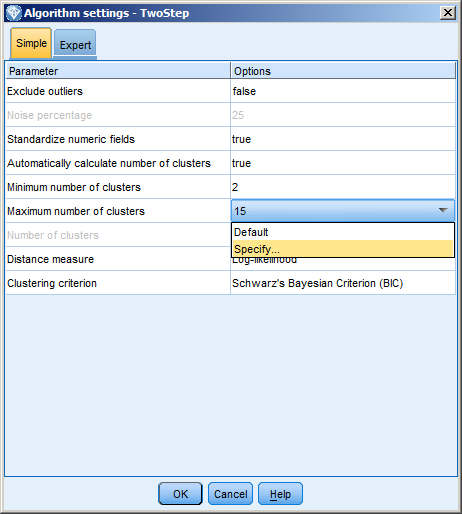 Algorithm settings - TwoStep
Simple Expert
Parameter Options
Exclude outliers false
Noise percentage 25
Standardize numeric fields true
Automatically calculate number of clusters true
Minimum number of clusters 2
Maximum number of clusters 15
Default
Number of clusters
Specify...
Distance measure Log-likelihood
Clustering criterion Schwarz's Bayesian Criterion (BIC)
OK Cancel Help